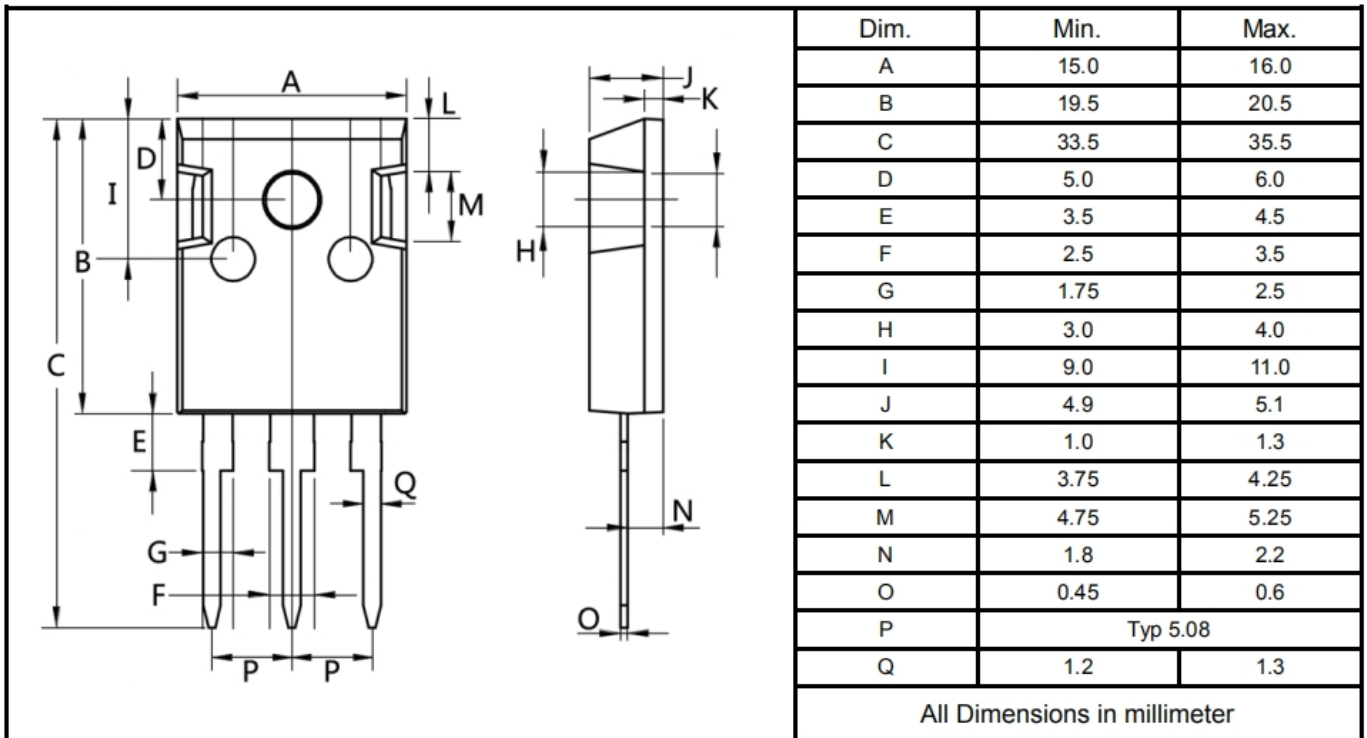 A
L
D
I
M
B
C
E
Q
G
F
P P
J
K
H
N
O
Dim. Min. Max.
A 15.0 16.0
B 19.5 20.5
C 33.5 35.5
D 5.0 6.0
E 3.5 4.5
F 2.5 3.5
G 1.75 2.5
H 3.0 4.0
I 9.0 11.0
J 4.9 5.1
K 1.0 1.3
L 3.75 4.25
M 4.75 5.25
N 1.8 2.2
O 0.45 0.6
P Typ 5.08
Q 1.2 1.3
All Dimensions in millimeter